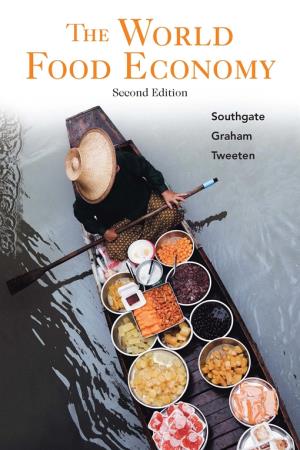 THE WORLD
FOOD ECONOMY
Second Edition
Southgate
Graham
Tweeten